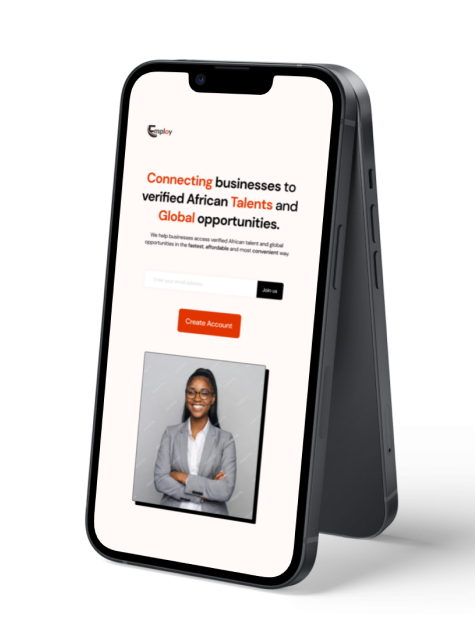 Employ
Connecting businesses to
verified African Talents and
Global opportunities.
We help businesses access verified African talent and global
opportunities in the fastest, affordable and most convenient way.
Enter your email address
Join us
Create Account